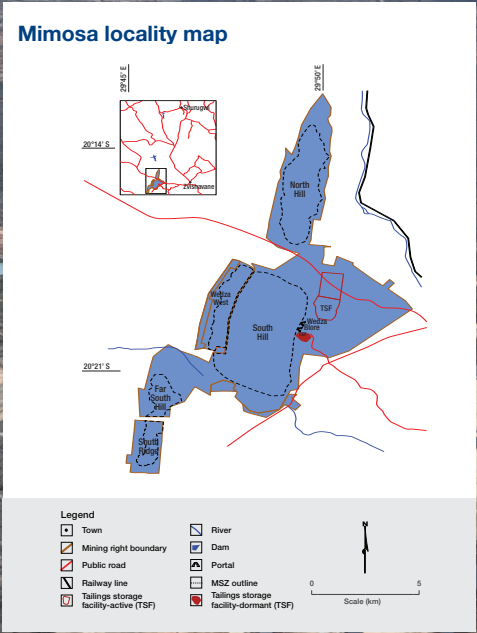 Mimosa locality map
29°45' E
29°50' E
20°14' S
Shurugwi
Zvishavane
North
Hill
Wedza
West
TSF
South
Hill
Wedza
Blore
20°21' S
Far
South
Hill
South
Ridge
Legend
Town
Mining right boundary
Public road
Railway line
Tailings storage
facility-active (TSF)
River
Dam
Portal
MSZ outline
Tailings storage
facility-dormant (TSF)
N
0
5
Scale (km)